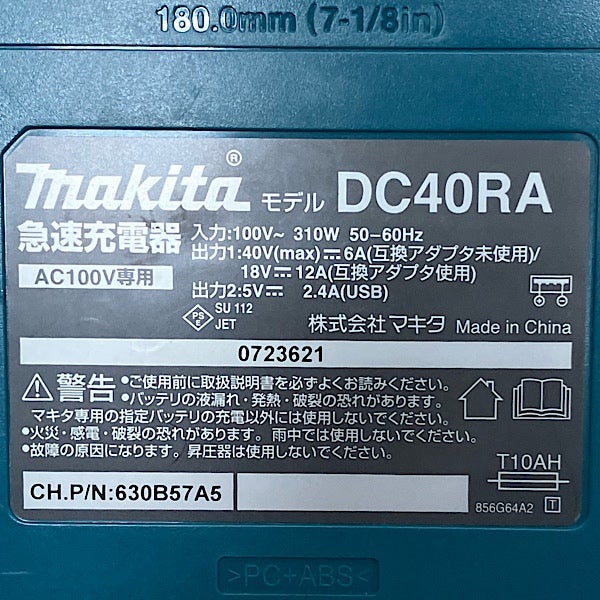 180.0mm (7-1/8in)
makita® モデル DC40RA
急速充電器
AC100V専用
入力:100V~ 310W 50-60Hz
出力1:40V(max)⎓6A(互換アダプタ未使用)/
18V⎓12A(互換アダプタ使用)
出力2:5V⎓ 2.4A(USB)
PS
E
SU 112
JET
株式会社マキタ Made in China
0723621
警告
•ご使用前に取扱説明書を必ずよくお読みください。
•バッテリの液漏れ・発熱・破裂の恐れがあります。
マキタ専用の指定バッテリの充電以外には使用しないでください。
•火災・感電・破裂の恐れがあります。雨中では使用しないでください。
•故障の原因になります。昇圧器は使用しないでください。
T10AH
CH.P/N:630B57A5
856G64A2 T
>PC+ABS<